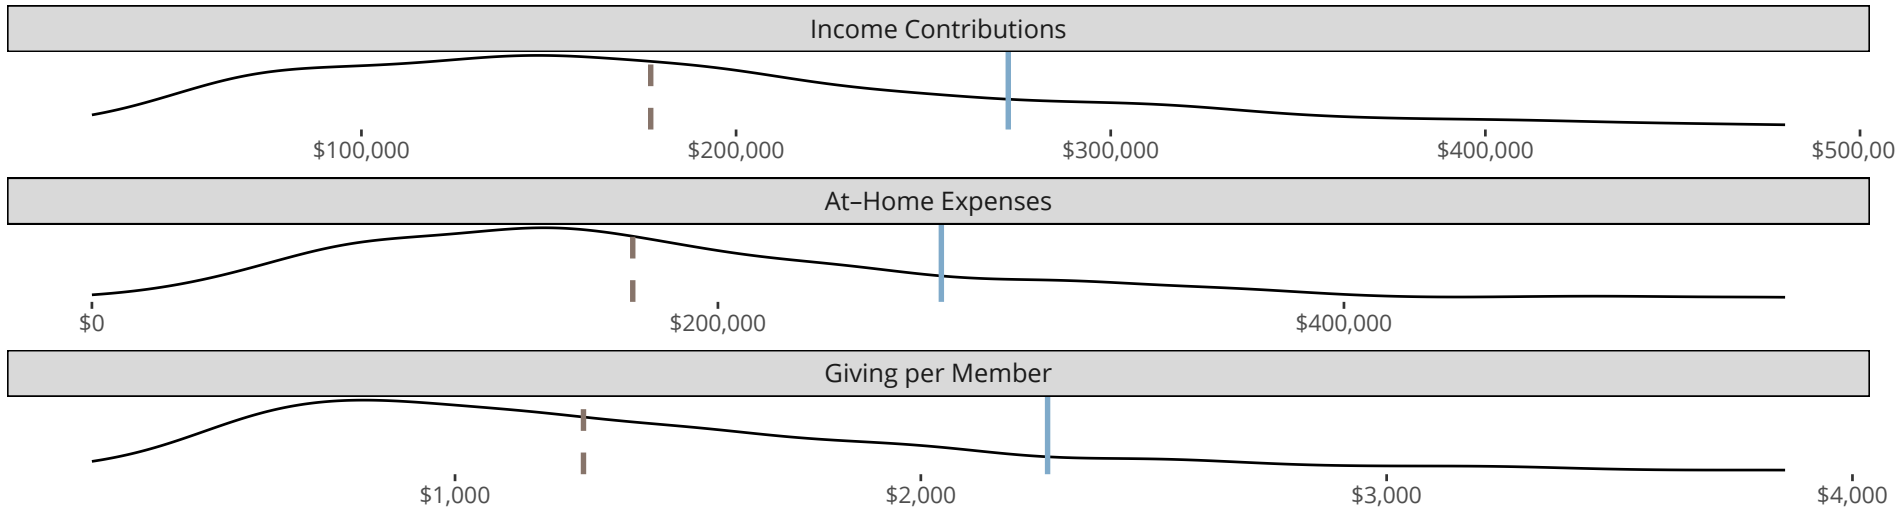 Income Contributions
$100,000 $200,000 $300,000 $400,000 $500,00
At–Home Expenses
$0 $200,000 $400,000
Giving per Member
$1,000 $2,000 $3,000 $4,000